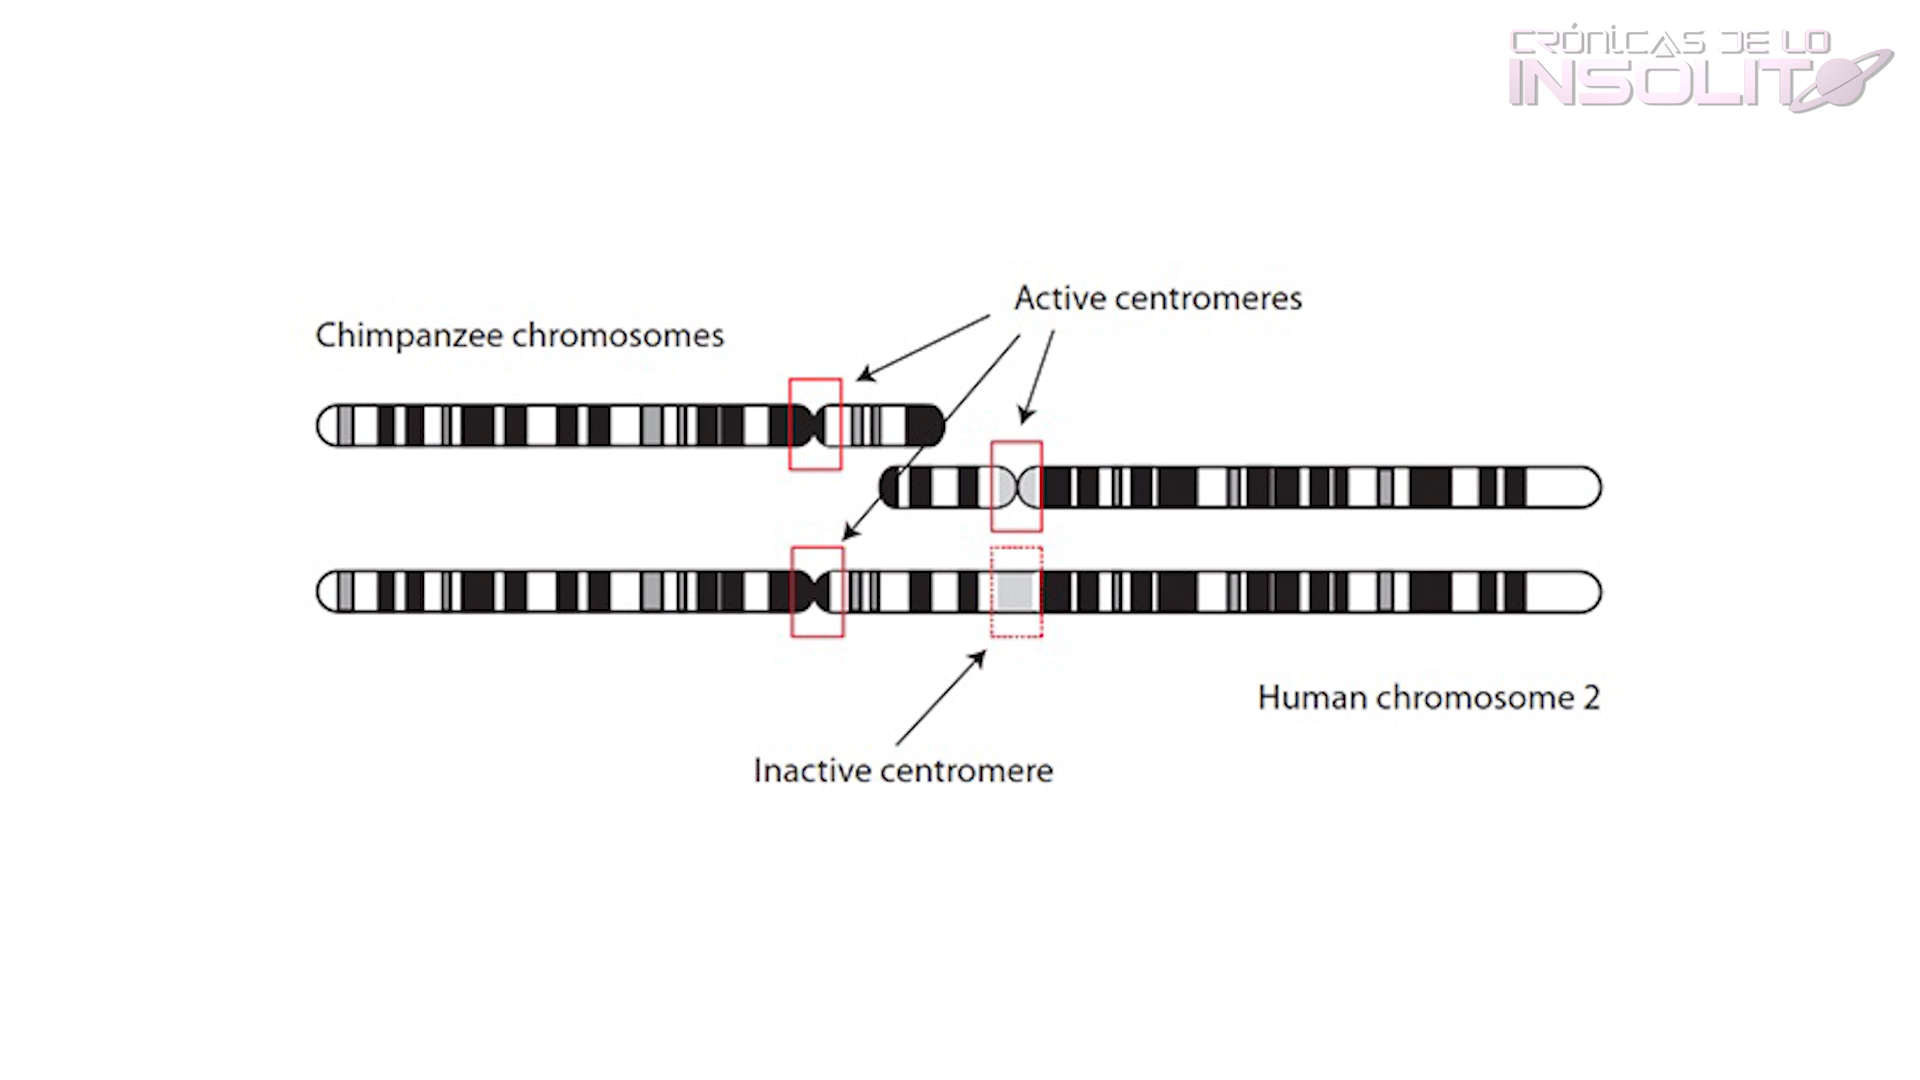 CRÓNICAS DE LO
INSOLITO
Active centromeres
Chimpanzee chromosomes
Human chromosome 2
Inactive centromere